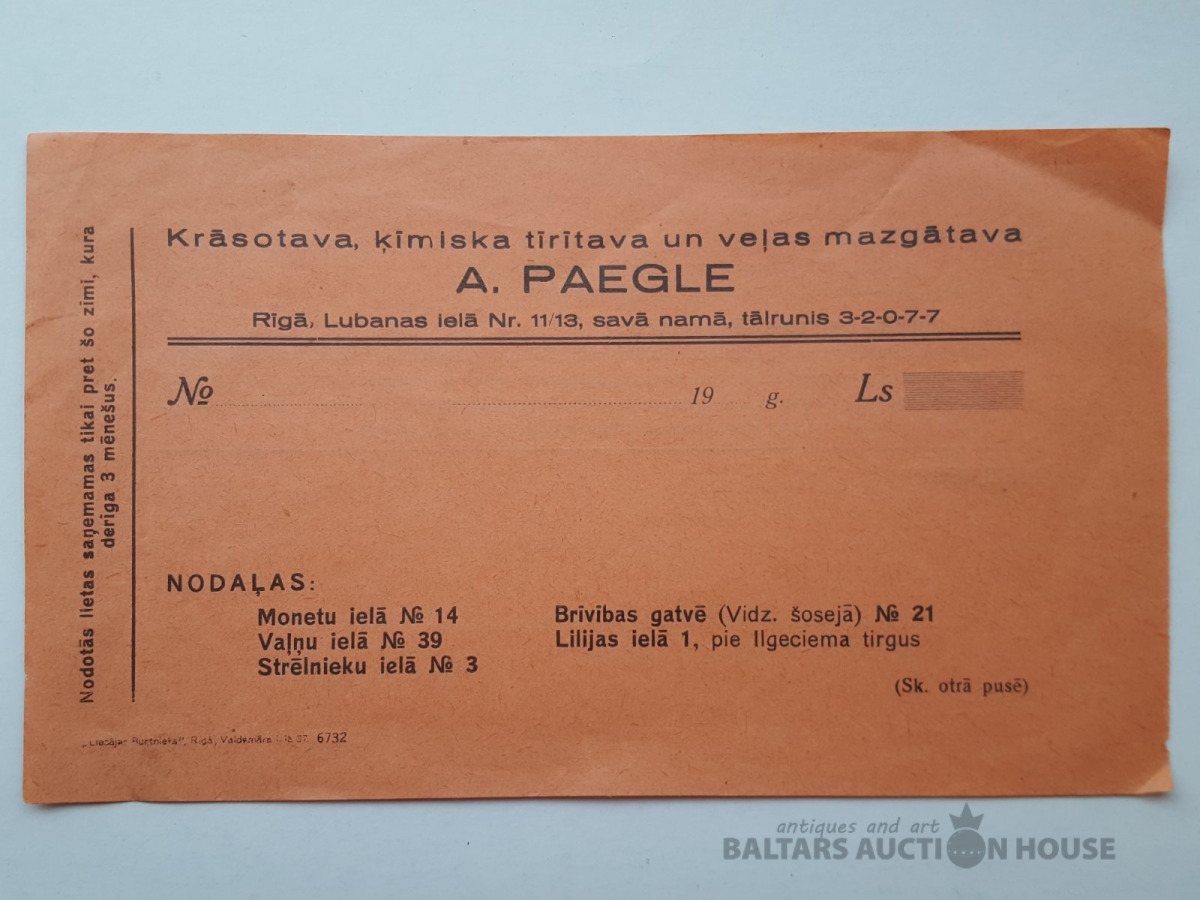 Nodotās lietas saņemamas tikai pret šo zīmi, kura
derīga 3 mēnešus.
Krāsotava, ķīmiska tīrītava un veļas mazgātava
A. PAEGLE
Rīgā, Lubanas ielā Nr. 11/13, savā namā, tālrunis 3-2-0-7-7
№ 19 g. Ls
NODAĻAS:
Monetu ielā № 14
Vaļņu ielā № 39
Strēlnieku ielā № 3
Brīvības gatvē (Vidz. šosejā) № 21
Lilijas ielā 1, pie Ilgeciema tirgus
(Sk. otrā pusē)
Rīgā, Valdemāra 37. 6732
antiques and art
BALTARS AUCTION HOUSE